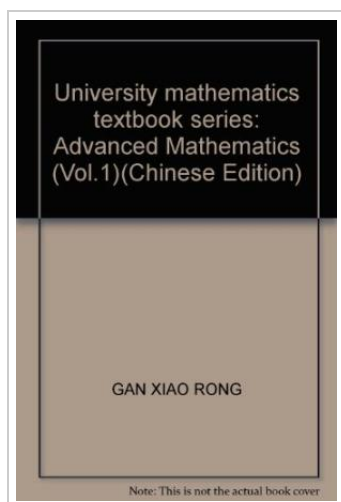 University mathematics
textbook series:
Advanced Mathematics
(Vol.1)(Chinese Edition)
GAN XIAO RONG
Note: This is not the actual book cover